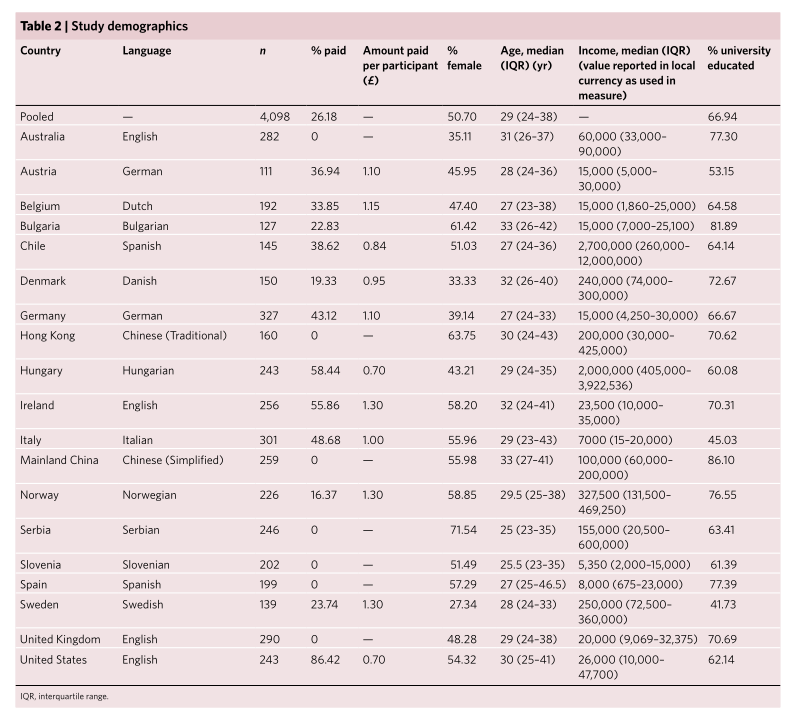 Table 2 | Study demographics
Country Language n % paid Amount paid per participant (£) % female Age, median (IQR) (yr) Income, median (IQR) (value reported in local currency as used in measure) % university educated
Pooled — 4,098 26.18 — 50.70 29 (24–38) — 66.94
Australia English 282 0 — 35.11 31 (26–37) 60,000 (33,000–90,000) 77.30
Austria German 111 36.94 1.10 45.95 28 (24–36) 15,000 (5,000–30,000) 53.15
Belgium Dutch 192 33.85 1.15 47.40 27 (23–38) 15,000 (1,860–25,000) 64.58
Bulgaria Bulgarian 127 22.83 61.42 33 (26–42) 15,000 (7,000–25,100) 81.89
Chile Spanish 145 38.62 0.84 51.03 27 (24–36) 2,700,000 (260,000–12,000,000) 64.14
Denmark Danish 150 19.33 0.95 33.33 32 (26–40) 240,000 (74,000–300,000) 72.67
Germany German 327 43.12 1.10 39.14 27 (24–33) 15,000 (4,250–30,000) 66.67
Hong Kong Chinese (Traditional) 160 0 — 63.75 30 (24–43) 200,000 (30,000–425,000) 70.62
Hungary Hungarian 243 58.44 0.70 43.21 29 (24–35) 2,000,000 (405,000–3,922,536) 60.08
Ireland English 256 55.86 1.30 58.20 32 (24–41) 23,500 (10,000–35,000) 70.31
Italy Italian 301 48.68 1.00 55.96 29 (23–43) 7000 (15–20,000) 45.03
Mainland China Chinese (Simplified) 259 0 — 55.98 33 (27–41) 100,000 (60,000–200,000) 86.10
Norway Norwegian 226 16.37 1.30 58.85 29.5 (25–38) 327,500 (131,500–469,250) 76.55
Serbia Serbian 246 0 — 71.54 25 (23–35) 155,000 (20,500–600,000) 63.41
Slovenia Slovenian 202 0 — 51.49 25.5 (23–35) 5,350 (2,000–15,000) 61.39
Spain Spanish 199 0 — 57.29 27 (25–46.5) 8,000 (675–23,000) 77.39
Sweden Swedish 139 23.74 1.30 27.34 28 (24–33) 250,000 (72,500–360,000) 41.73
United Kingdom English 290 0 — 48.28 29 (24–38) 20,000 (9,069–32,375) 70.69
United States English 243 86.42 0.70 54.32 30 (25–41) 26,000 (10,000–47,700) 62.14
IQR, interquartile range.